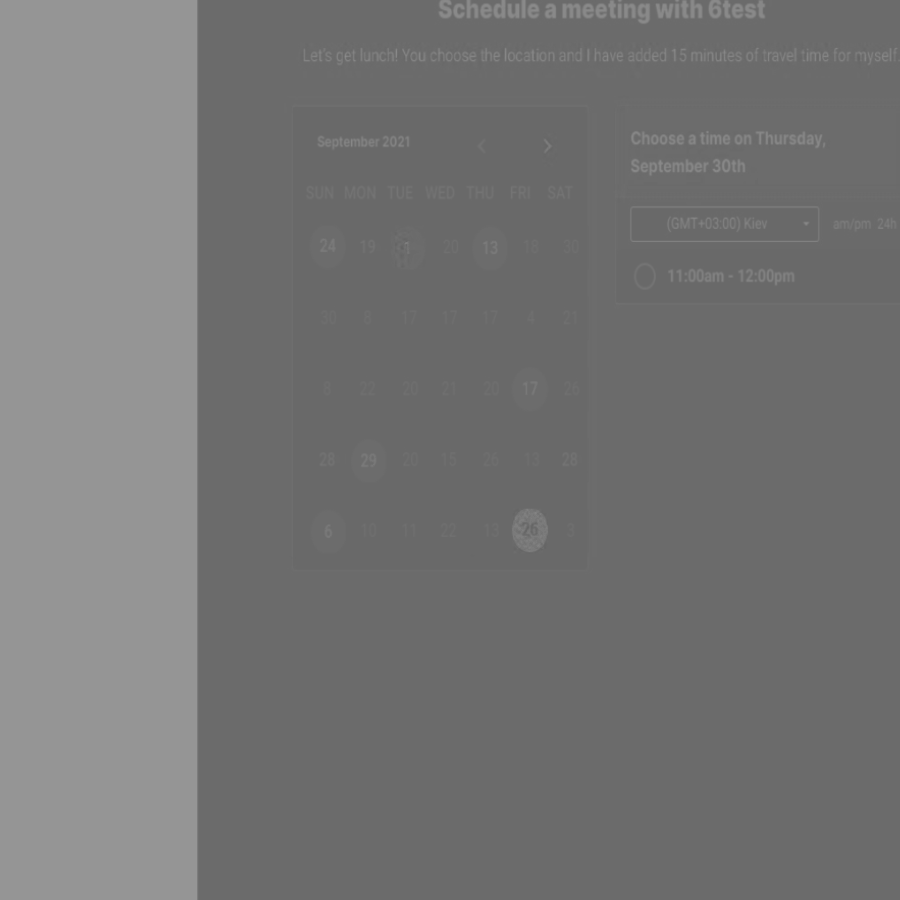 Schedule a meeting with 6test
Let's get lunch! You choose the location and I have added 15 minutes of travel time for myself.
September 2021
SUN MON TUE WED THU FRI SAT
24 19 1 20 13 18 30
30 8 17 17 17 4 21
8 22 20 21 20 17 26
28 29 20 15 26 13 28
6 10 11 22 13 26 3
Choose a time on Thursday,
September 30th
(GMT+03:00) Kiev
am/pm 24h
11:00am - 12:00pm